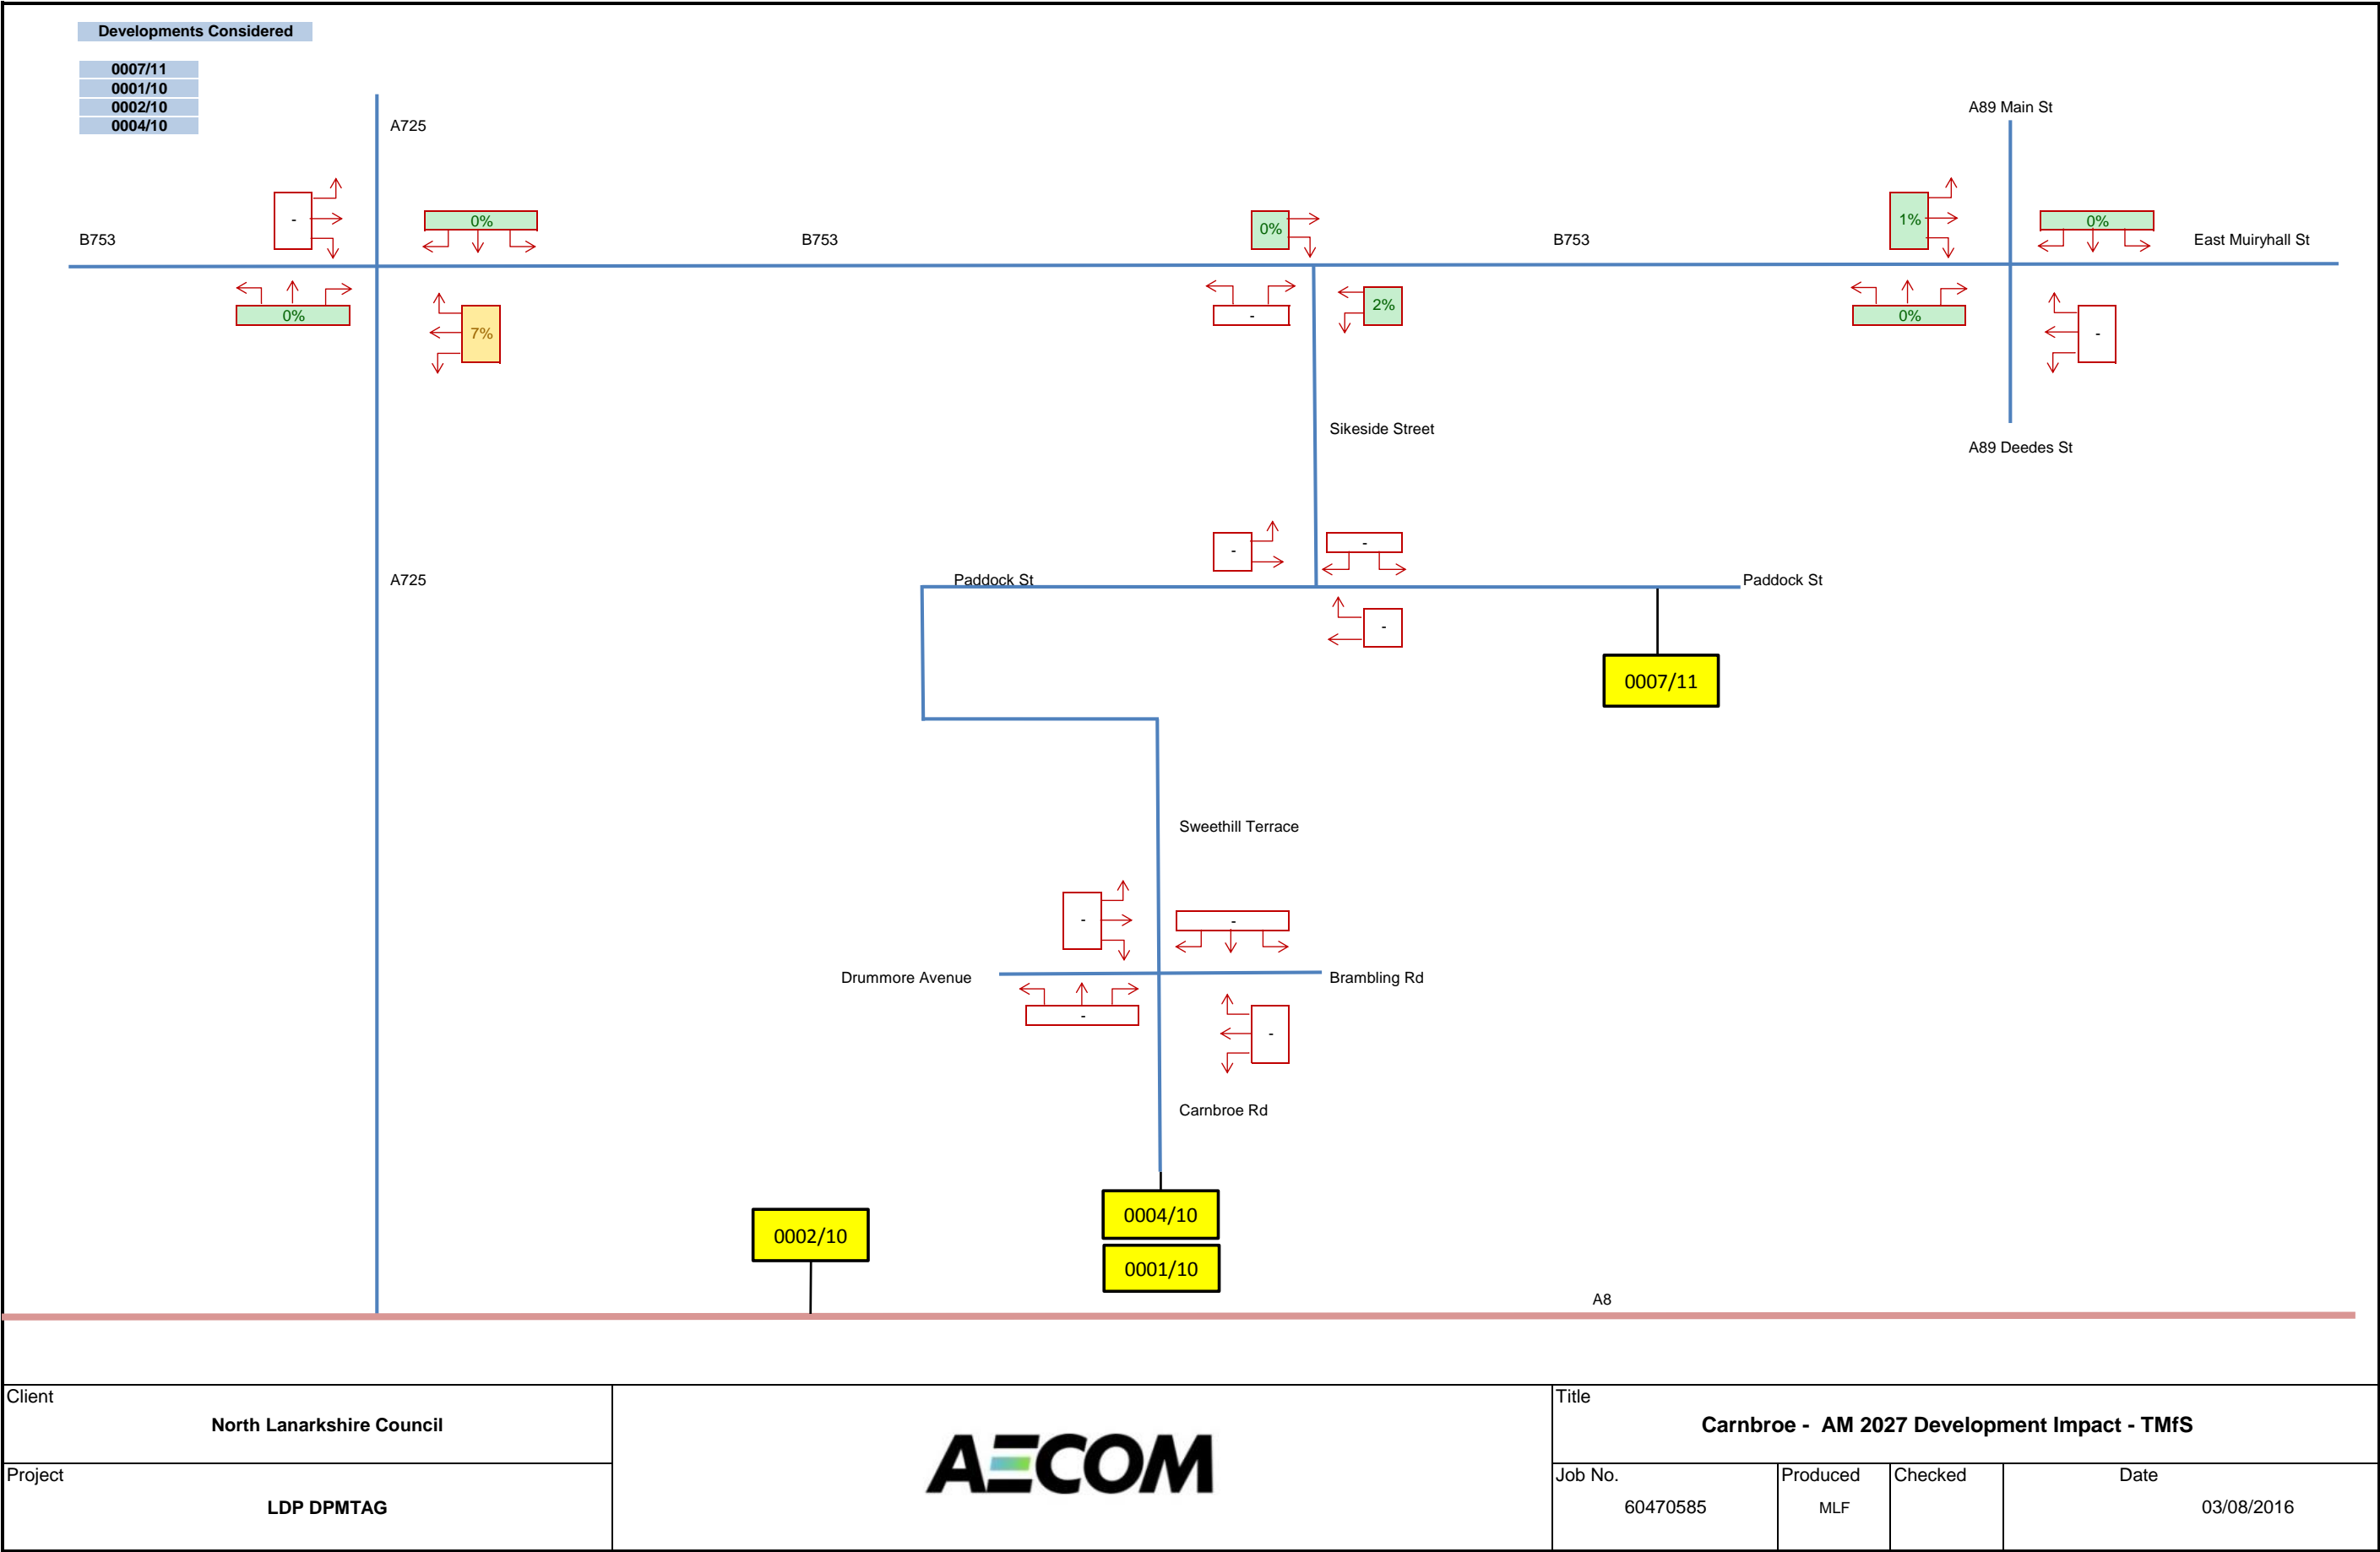 Developments Considered
0007/11
0001/10
0002/10
0004/10
A725
A89 Main St
B753
-
0%
B753
0%
B753
1%
0%
East Muiryhall St
0%
7%
-
2%
0%
-
Sikeside Street
A89 Deedes St
-
-
A725
Paddock St
Paddock St
-
0007/11
Sweethill Terrace
-
-
Drummore Avenue
Brambling Rd
-
-
Carnbroe Rd
0002/10
0004/10
0001/10
A8
Client
North Lanarkshire Council
Project
LDP DPMTAG
AECOM
Title
Carnbroe - AM 2027 Development Impact - TMfS
Job No.
60470585
Produced
MLF
Checked
Date
03/08/2016